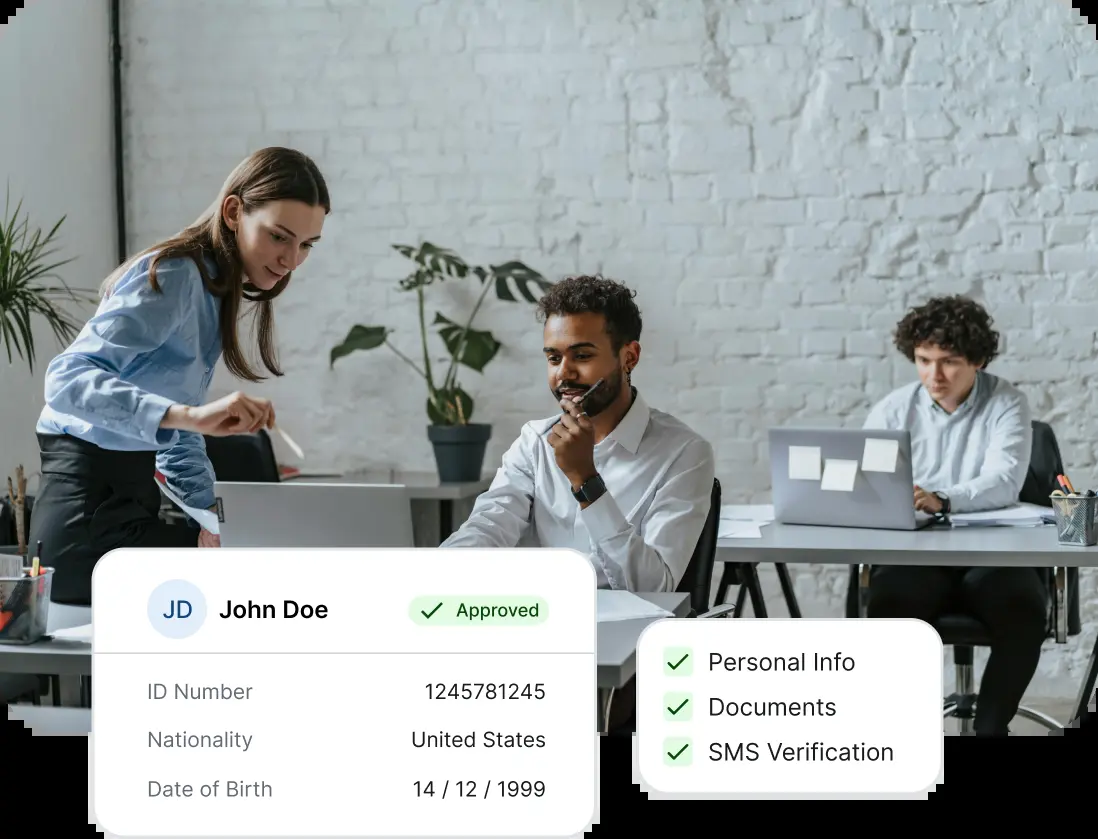 JD John Doe Approved
ID Number 1245781245
Nationality United States
Date of Birth 14 / 12 / 1999
Personal Info
Documents
SMS Verification